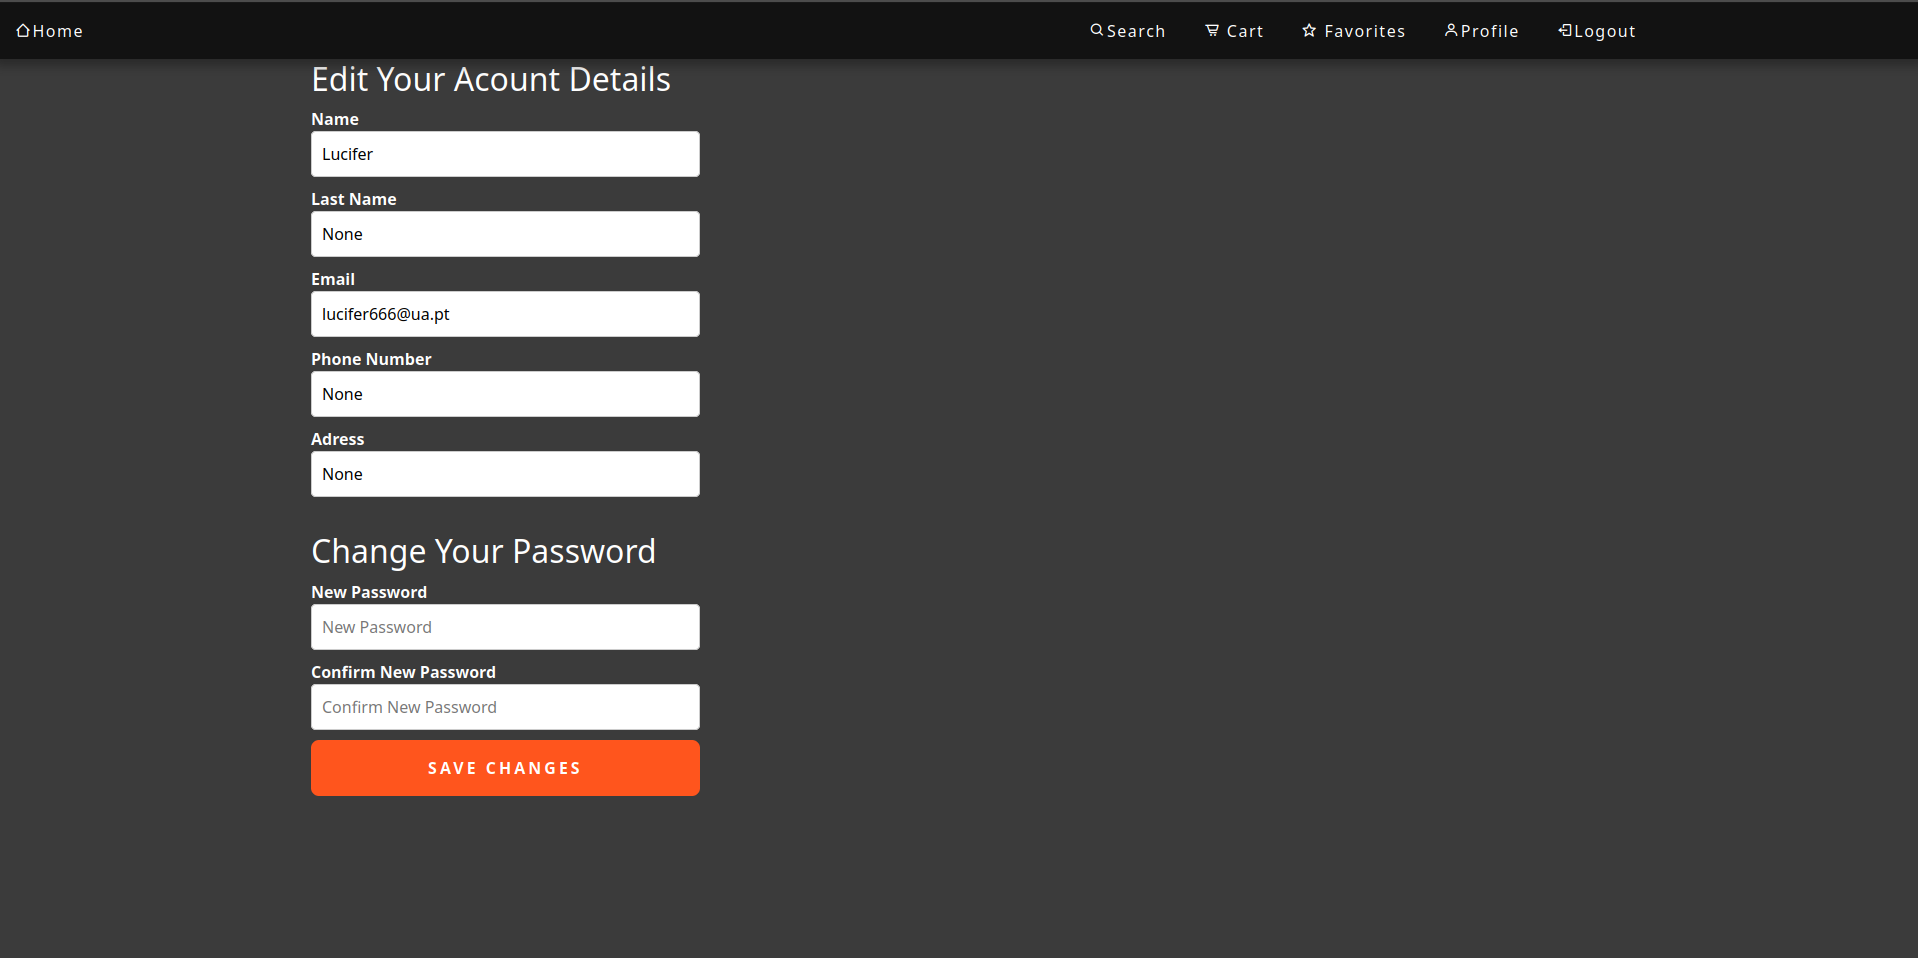 Home Search Cart Favorites Profile Logout
Edit Your Acount Details
Name
Lucifer
Last Name
None
Email
lucifer666@ua.pt
Phone Number
None
Adress
None
Change Your Password
New Password
New Password
Confirm New Password
Confirm New Password
SAVE CHANGES